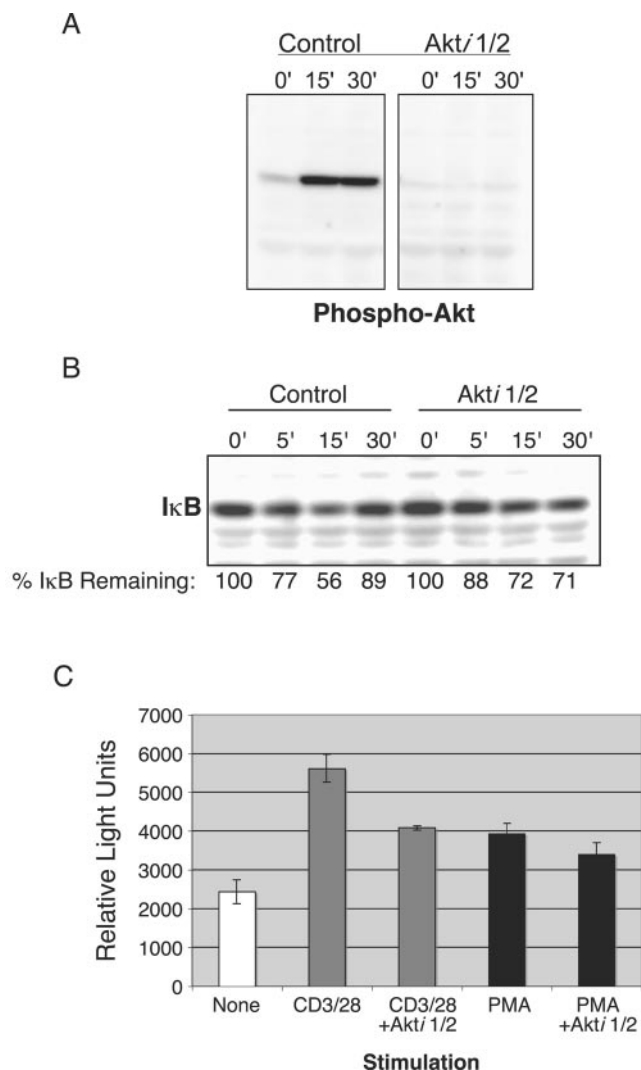 A
Control Akti 1/2
0' 15' 30' 0' 15' 30'
Phospho-Akt
B
Control Akti 1/2
0' 5' 15' 30' 0' 5' 15' 30'
IκB
% IκB Remaining: 100 77 56 89 100 88 72 71
C
7000
6000
5000
4000
3000
2000
1000
0
Relative Light Units
None CD3/28 CD3/28 PMA PMA
+Akti 1/2 +Akti 1/2
Stimulation